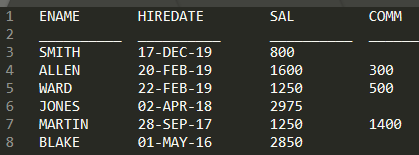 1 ENAME HIREDATE SAL COMM
2 __________ __________ __________ ______
3 SMITH 17-DEC-19 800
4 ALLEN 20-FEB-19 1600 300
5 WARD 22-FEB-19 1250 500
6 JONES 02-APR-18 2975
7 MARTIN 28-SEP-17 1250 1400
8 BLAKE 01-MAY-16 2850